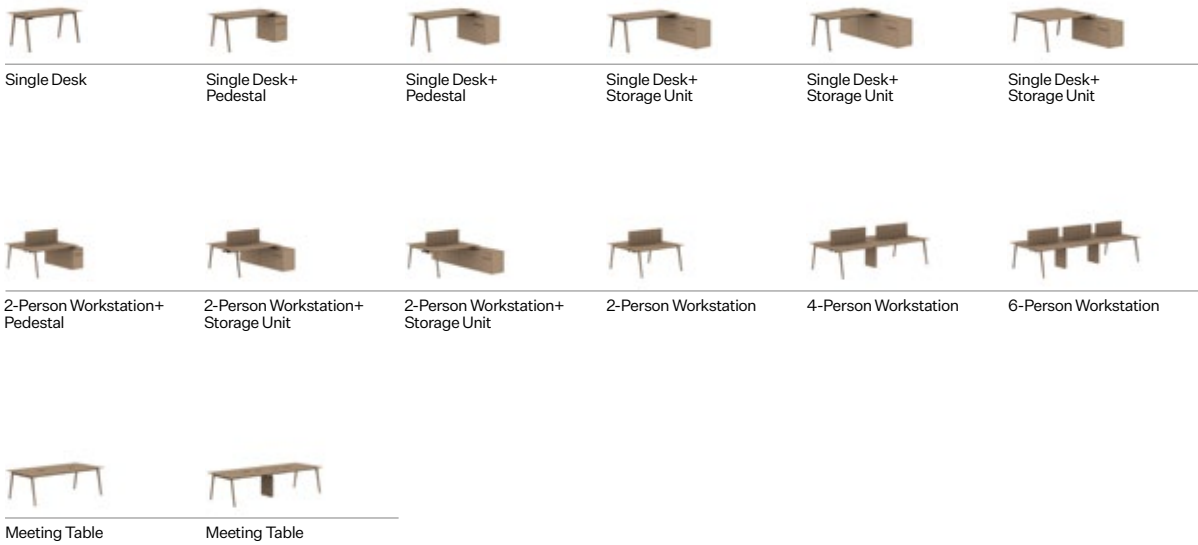 Single Desk
Single Desk+
Pedestal
Single Desk+
Pedestal
Single Desk+
Storage Unit
Single Desk+
Storage Unit
Single Desk+
Storage Unit
2-Person Workstation+
Pedestal
2-Person Workstation+
Storage Unit
2-Person Workstation+
Storage Unit
2-Person Workstation
4-Person Workstation
6-Person Workstation
Meeting Table
Meeting Table